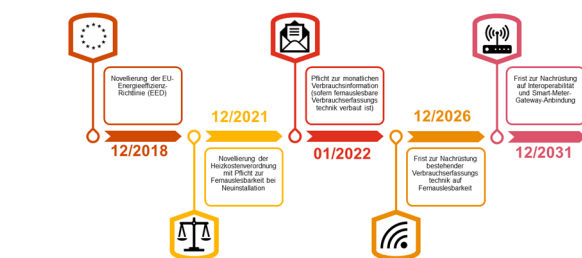 Novellierung der EU-
Energieeffizienz-
Richtlinie (EED)
12/2018
12/2021
Novellierung der
Heizkostenverordnung
mit Pflicht zur
Fernauslesbarkeit bei
Neuinstallation
Pflicht zur monatlichen
Verbrauchsinformation
(sofern fernauslesbare
Verbrauchserfassungs
technik verbaut ist)
01/2022
12/2026
Frist zur Nachrüstung
bestehender
Verbrauchserfassungs
technik auf
Fernauslesbarkeit
Frist zur Nachrüstung
auf Interoperabilität
und Smart-Meter-
Gateway-Anbindung
12/2031